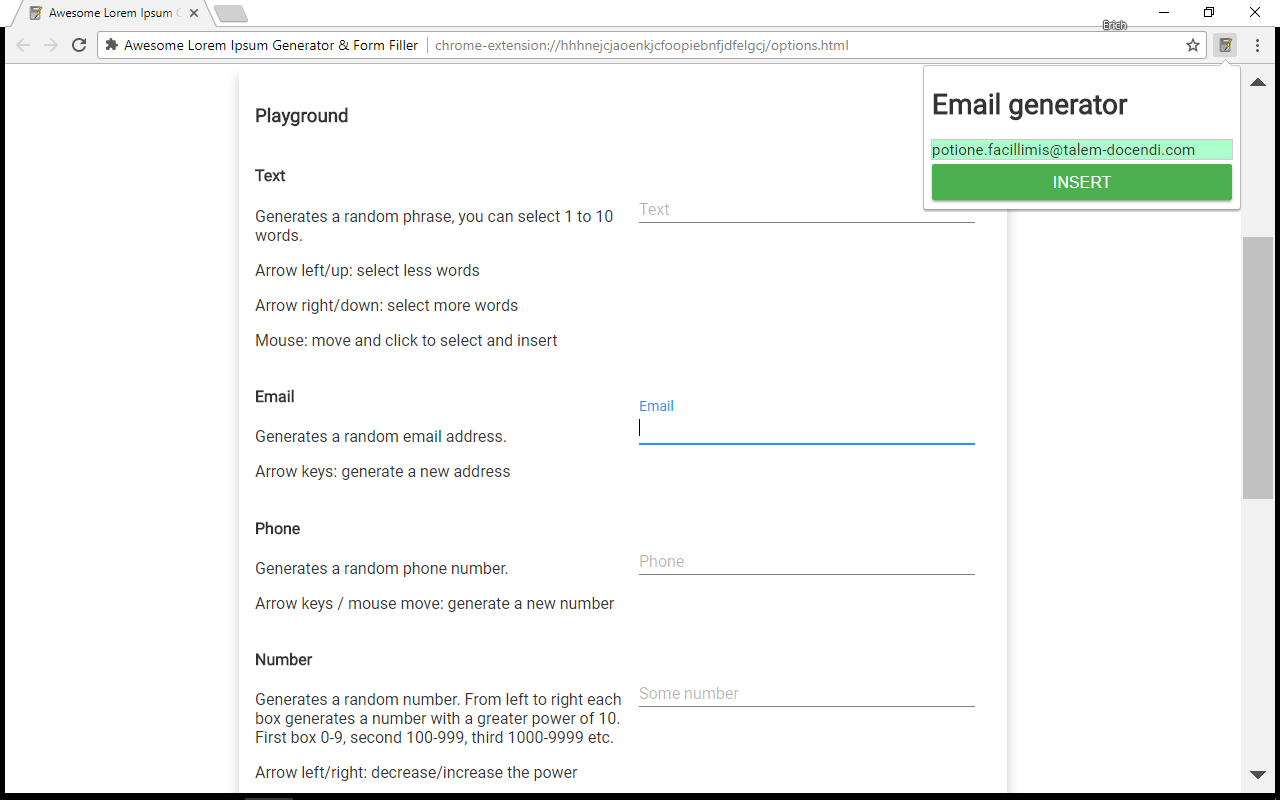 Awesome Lorem Ipsum
Erich
Awesome Lorem Ipsum Generator & Form Filler
chrome-extension://hhhnejcjaoenkjcfoopiebnfjdfelgcj/options.html
Email generator
potione.facillimis@talem-docendi.com
INSERT
Playground
Text
Generates a random phrase, you can select 1 to 10
words.
Text
Arrow left/up: select less words
Arrow right/down: select more words
Mouse: move and click to select and insert
Email
Email
Generates a random email address.
Arrow keys: generate a new address
Phone
Generates a random phone number.
Phone
Arrow keys / mouse move: generate a new number
Number
Generates a random number. From left to right each
box generates a number with a greater power of 10.
First box 0-9, second 100-999, third 1000-9999 etc.
Some number
Arrow left/right: decrease/increase the power